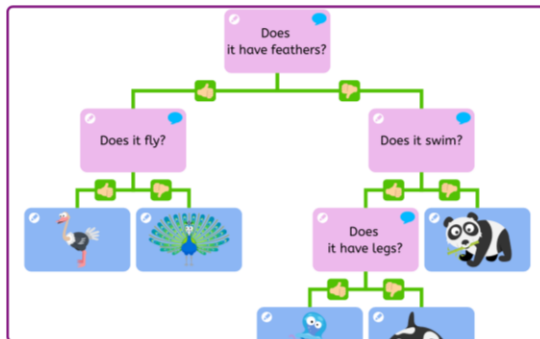 Does
it have feathers?
Does it fly?
Does it swim?
Does
it have legs?